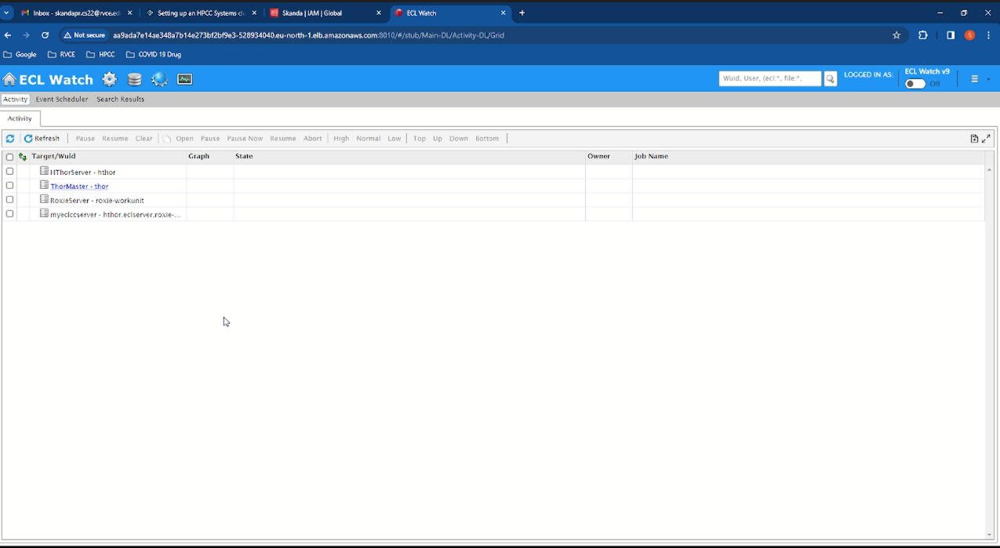 Inbox - skandapr.cs22@rvce.ed
Setting up an HPCC Systems cl
Skanda | IAM | Global
ECL Watch
Not secure
aa9ada7e14ae348a7b14e273bf2bf9e3-528934040.eu-north-1.elb.amazonaws.com:8010/#/stub/Main-DL/Activity-DL/Grid
S
Google RVCE HPCC COVID 19 Drug
ECL Watch
Wuid, User, (ecl:*, file:*,
LOGGED IN AS:
ECL Watch v9
Off
Activity Event Scheduler Search Results
Activity
Refresh Pause Resume Clear Open Pause Pause Now Resume Abort High Normal Low Top Up Down Bottom
Target/Wuid Graph State Owner Job Name
HThorServer - hthor
ThorMaster - thor
RoxieServer - roxie-workunit
myeclccserver - hthor,eclserver,roxie-...